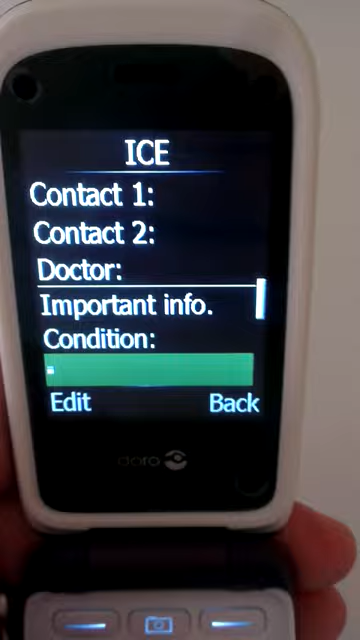 ICE
Contact 1:
Contact 2:
Doctor:
Important info.
Condition:
-
Edit Back
doro